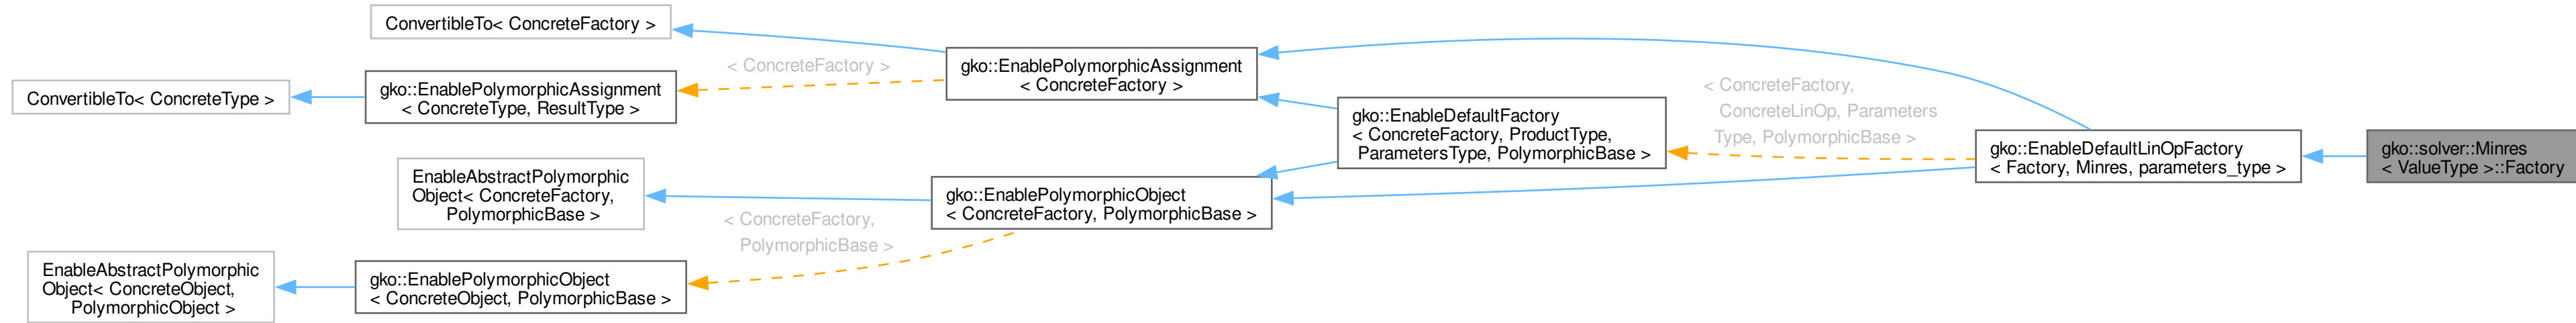 ConvertibleTo< ConcreteFactory >
ConvertibleTo< ConcreteType >
gko::EnablePolymorphicAssignment
< ConcreteType, ResultType >
< ConcreteFactory >
gko::EnablePolymorphicAssignment
< ConcreteFactory >
EnableAbstractPolymorphic
Object< ConcreteFactory,
PolymorphicBase >
gko::EnablePolymorphicObject
< ConcreteFactory, PolymorphicBase >
< ConcreteFactory,
PolymorphicBase >
EnableAbstractPolymorphic
Object< ConcreteObject,
PolymorphicObject >
gko::EnablePolymorphicObject
< ConcreteObject, PolymorphicBase >
gko::EnableDefaultFactory
< ConcreteFactory, ProductType,
ParametersType, PolymorphicBase >
< ConcreteFactory,
ConcreteLinOp, Parameters
Type, PolymorphicBase >
gko::EnableDefaultLinOpFactory
< Factory, Minres, parameters_type >
gko::solver::Minres
< ValueType >::Factory